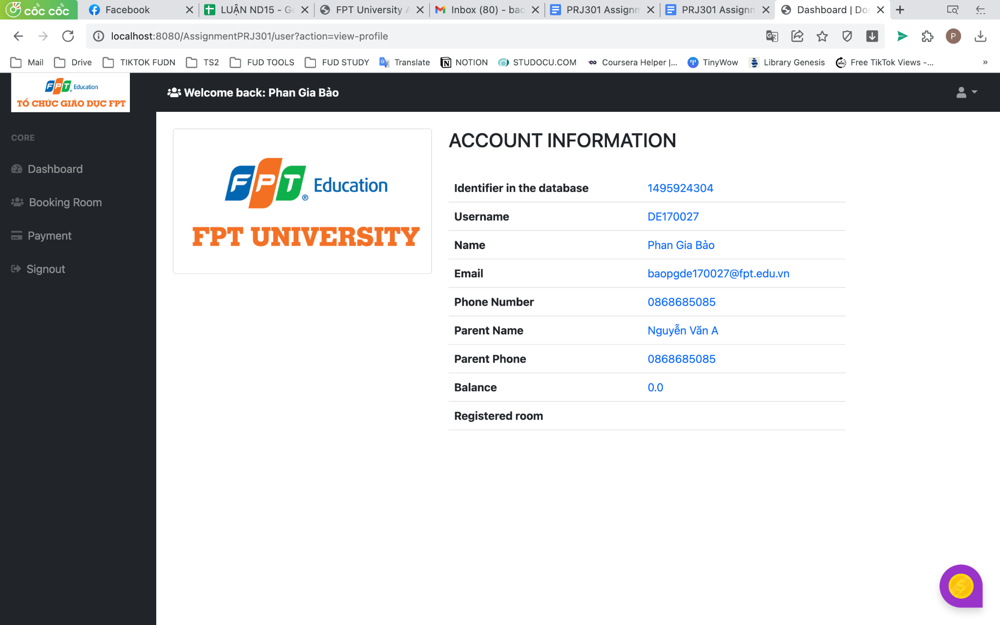 cốc cốc
Facebook
LUẬN ND15 - Go
FPT University A
Inbox (80) - bao
PRJ301 Assignm
PRJ301 Assignm
Dashboard | Dor
localhost:8080/AssignmentPRJ301/user?action=view-profile
P
Mail
Drive
TIKTOK FUDN
TS2
FUD TOOLS
FUD STUDY
Translate
NOTION
STUDOCU.COM
Coursera Helper |...
TinyWow
Library Genesis
Free TikTok Views -...
»
FPT® Education
TỔ CHỨC GIÁO DỤC FPT
Welcome back: Phan Gia Bảo
CORE
Dashboard
Booking Room
Payment
Signout
FPT® Education
FPT UNIVERSITY
ACCOUNT INFORMATION
Identifier in the database 1495924304
Username DE170027
Name Phan Gia Bảo
Email baopgde170027@fpt.edu.vn
Phone Number 0868685085
Parent Name Nguyễn Văn A
Parent Phone 0868685085
Balance 0.0
Registered room